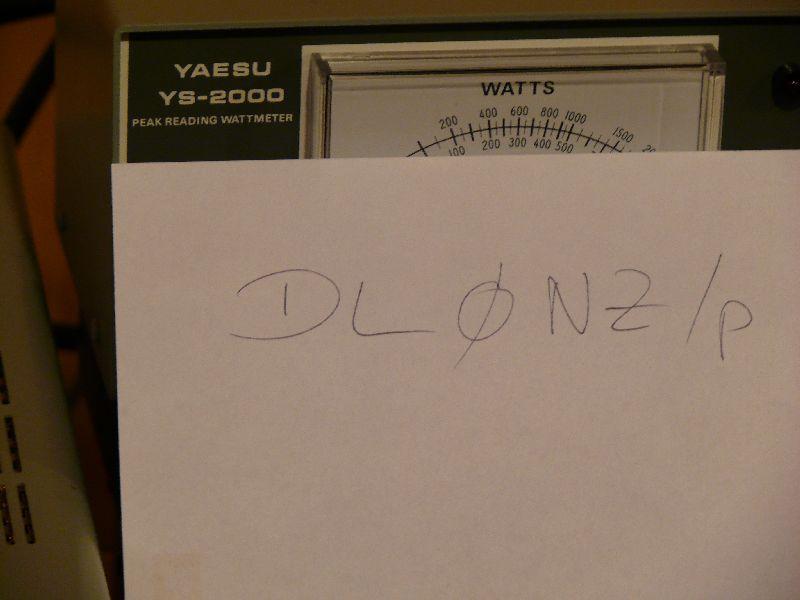 YAESU
YS-2000
PEAK READING WATTMETER
WATTS
200 400 600 800 1000 1500
100 200 300 400 500
DLØNZ/p